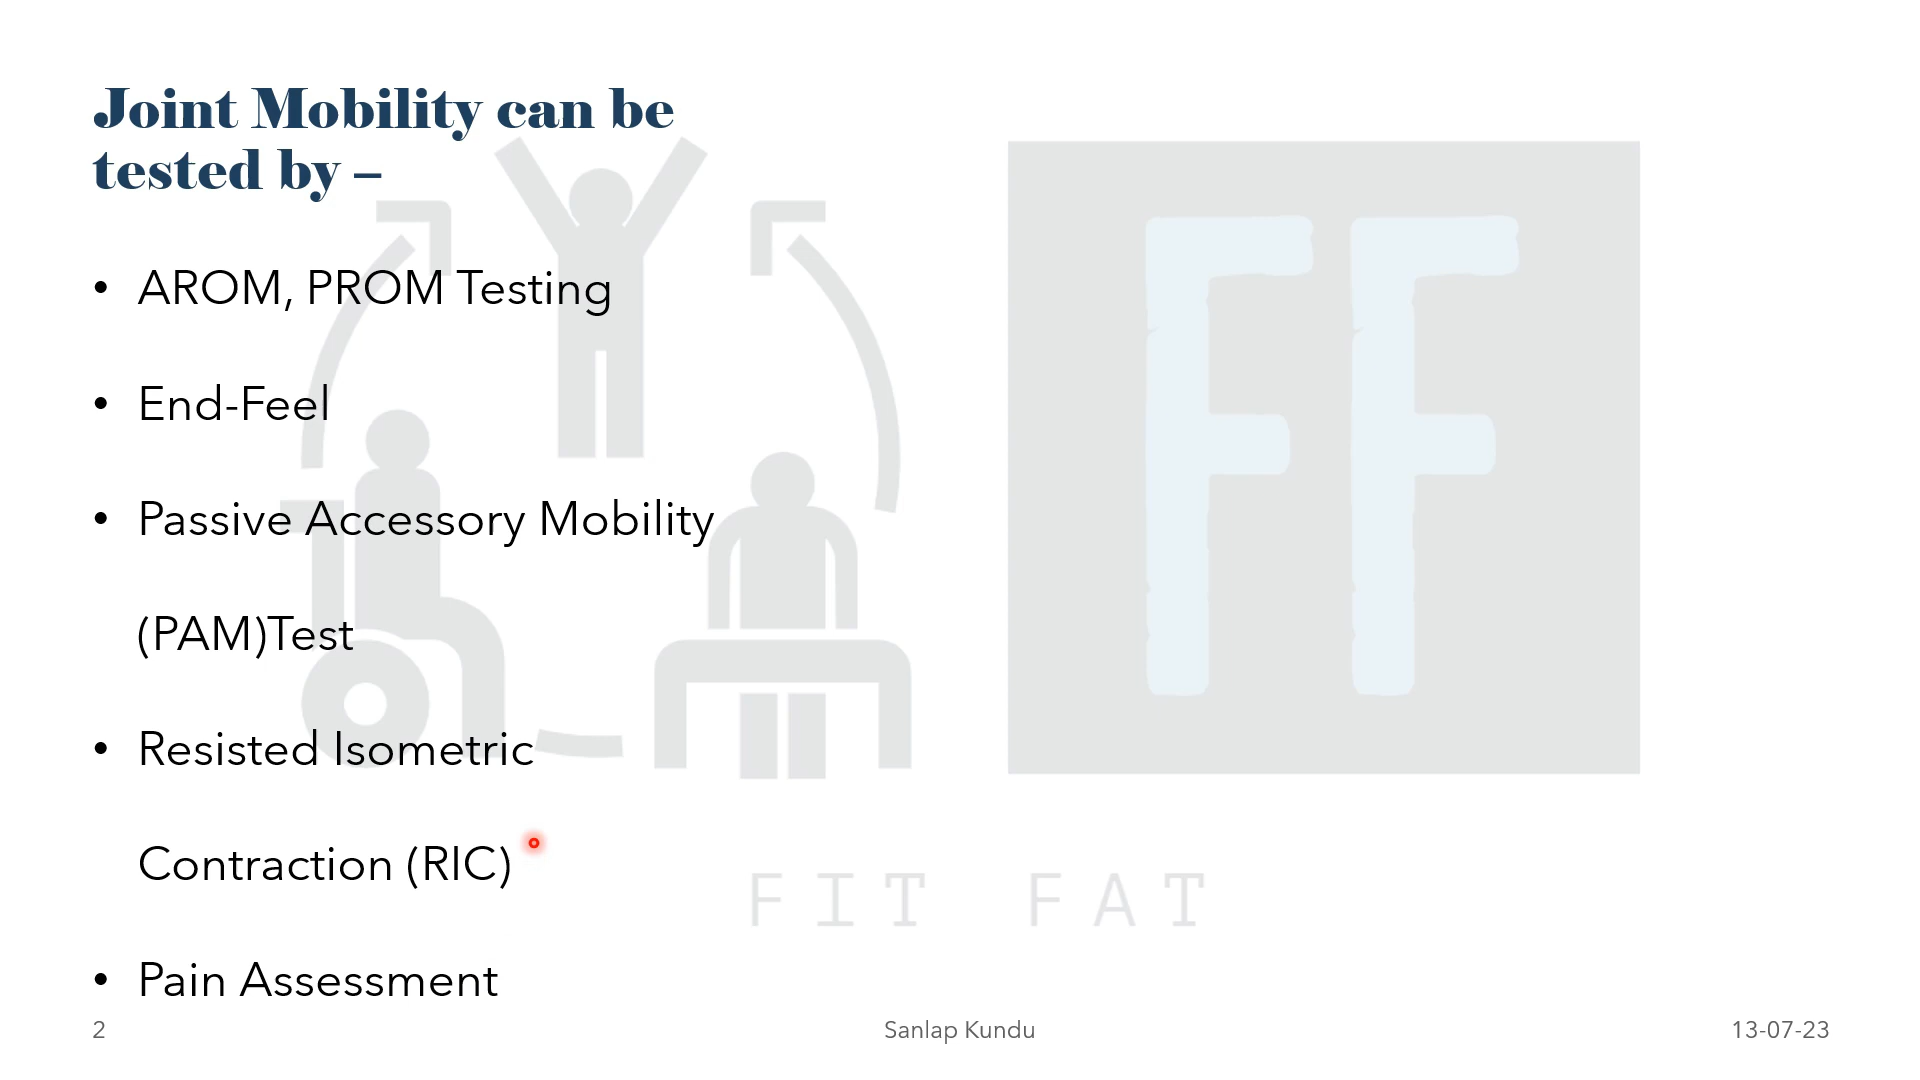 Joint Mobility can be
tested by –
• AROM, PROM Testing
• End-Feel
• Passive Accessory Mobility
(PAM)Test
• Resisted Isometric
Contraction (RIC)
• Pain Assessment
FF
FIT FAT
2
Sanlap Kundu
13-07-23